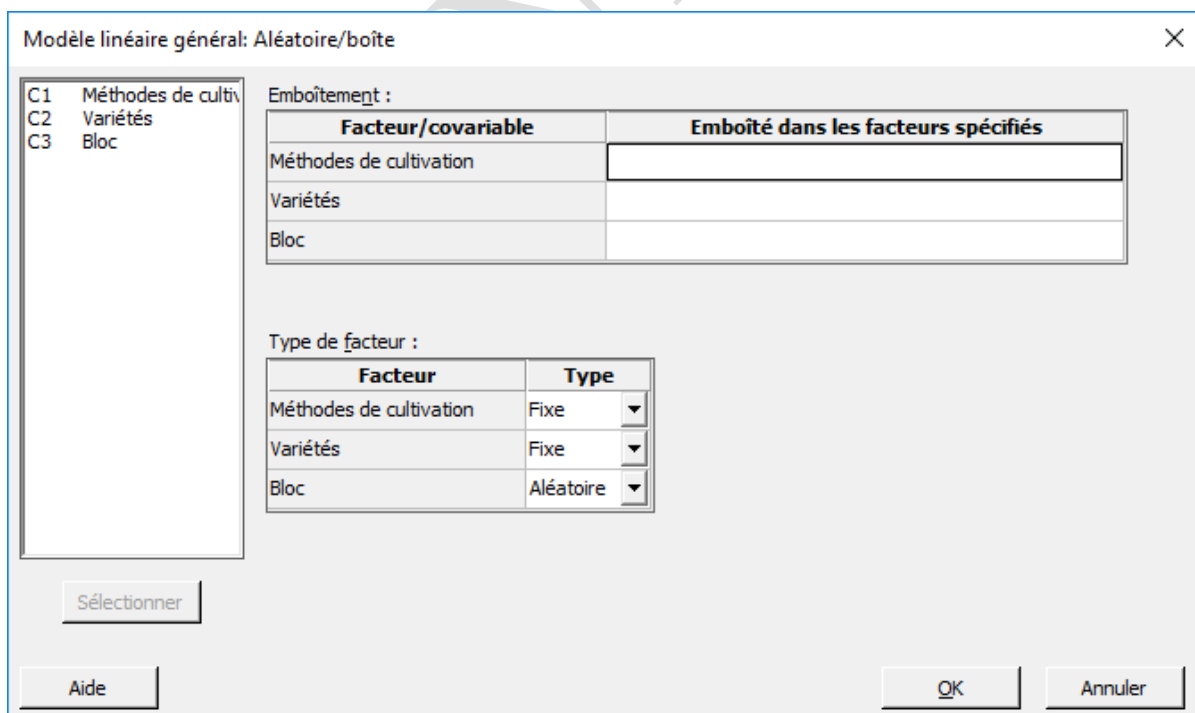 Modèle linéaire général: Aléatoire/boîte
C1 Méthodes de cultiv
C2 Variétés
C3 Bloc
Emboîtement :
Facteur/covariable Emboîté dans les facteurs spécifiés
Méthodes de cultivation
Variétés
Bloc
Type de facteur :
Facteur Type
Méthodes de cultivation Fixe
Variétés Fixe
Bloc Aléatoire
Sélectionner
Aide OK Annuler